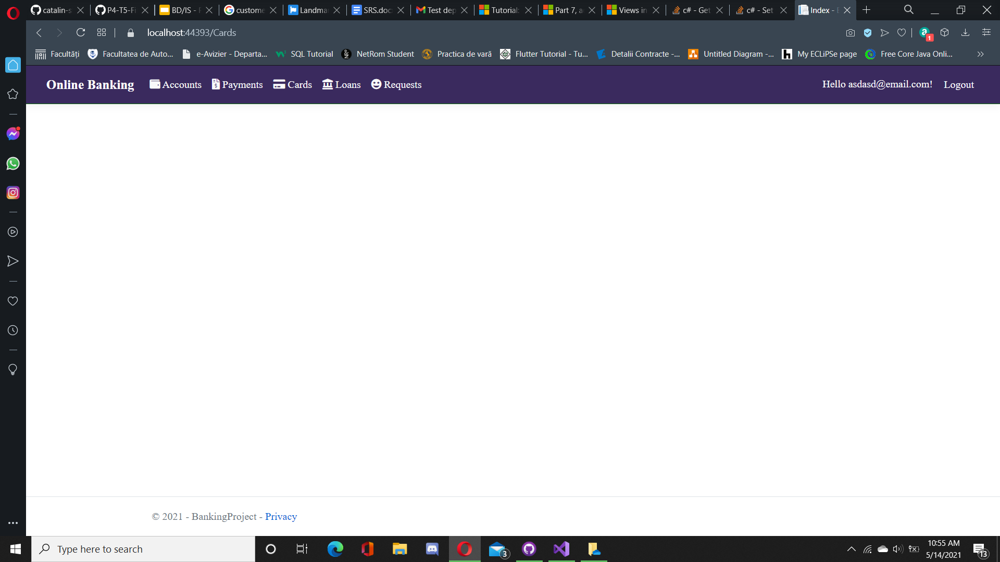 catalin-s P4-T5-Fi BD/IS - P custome Landma SRS.doc Test dep Tutorial: Part 7, a Views in c# - Get c# - Set Index - B
localhost:44393/Cards
1
Facultăți Facultatea de Auto... e-Avizier - Departa... SQL Tutorial NetRom Student Practica de vară Flutter Tutorial - Tu... Detalii Contracte -... Untitled Diagram -... My ECLiPSe page Free Core Java Onli...
Online Banking Accounts Payments Cards Loans Requests Hello asdasd@email.com! Logout
© 2021 - BankingProject - Privacy
Type here to search
3
10:55 AM
5/14/2021
13